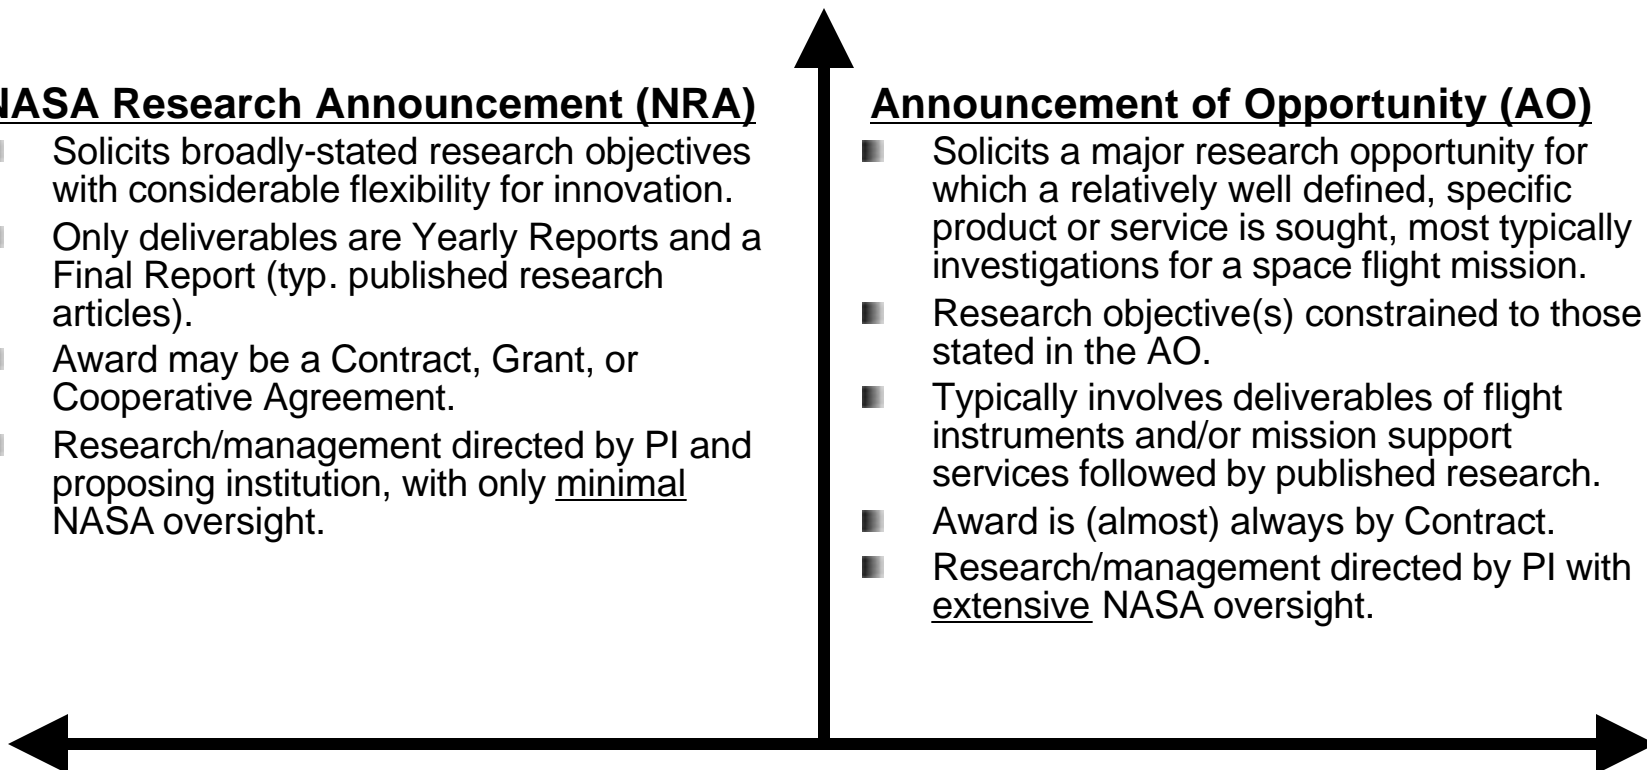 NASA Research Announcement (NRA)
Solicits broadly-stated research objectives
with considerable flexibility for innovation.
Only deliverables are Yearly Reports and a
Final Report (typ. published research
articles).
Award may be a Contract, Grant, or
Cooperative Agreement.
Research/management directed by PI and
proposing institution, with only minimal
NASA oversight.
Announcement of Opportunity (AO)
Solicits a major research opportunity for
which a relatively well defined, specific
product or service is sought, most typically
investigations for a space flight mission.
Research objective(s) constrained to those
stated in the AO.
Typically involves deliverables of flight
instruments and/or mission support
services followed by published research.
Award is (almost) always by Contract.
Research/management directed by PI with
extensive NASA oversight.